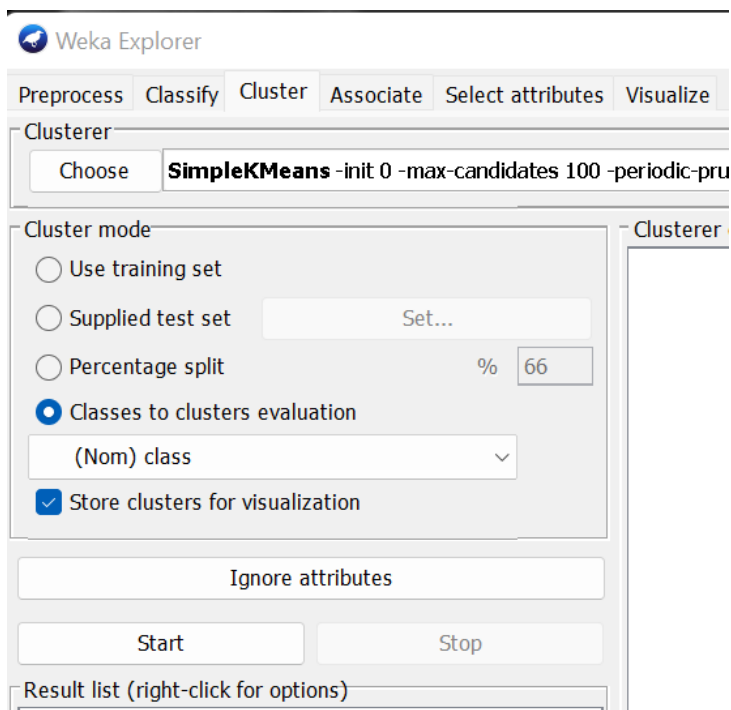 Weka Explorer
Preprocess Classify Cluster Associate Select attributes Visualize
Clusterer
Choose SimpleKMeans -init 0 -max-candidates 100 -periodic-pru
Cluster mode
Clusterer
Use training set
Supplied test set Set...
Percentage split % 66
Classes to clusters evaluation
(Nom) class
Store clusters for visualization
Ignore attributes
Start Stop
Result list (right-click for options)